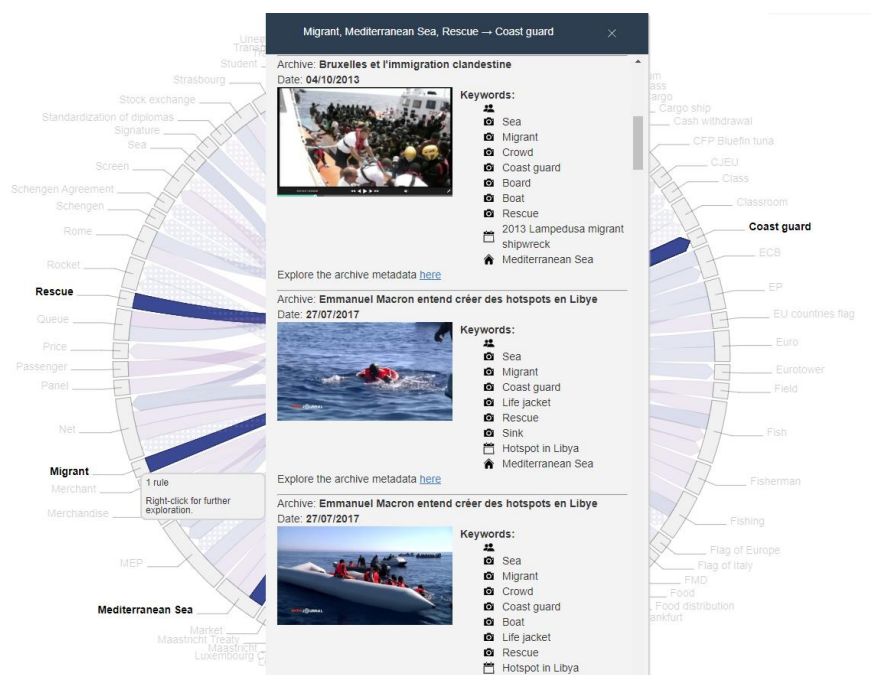 Migrant, Mediterranean Sea, Rescue → Coast guard
×
Archive: Bruxelles et l'immigration clandestine
Date: 04/10/2013
Keywords:
Sea
Migrant
Crowd
Coast guard
Board
Boat
Rescue
2013 Lampedusa migrant
shipwreck
Mediterranean Sea
Explore the archive metadata here
Archive: Emmanuel Macron entend créer des hotspots en Libye
Date: 27/07/2017
Keywords:
Sea
Migrant
Coast guard
Life jacket
Rescue
Sink
Hotspot in Libya
Mediterranean Sea
Explore the archive metadata here
Archive: Emmanuel Macron entend créer des hotspots en Libye
Date: 27/07/2017
Keywords:
Sea
Migrant
Crowd
Coast guard
Boat
Life jacket
Rescue
Hotspot in Libya
Student
Strasbourg
Stock exchange
Standardization of diplomas
Signature
Sea
Screen
Schengen Agreement
Schengen
Rome
Rocket
Rescue
Queue
Price
Passenger
Panel
Net
Migrant
Merchant
1 rule
Right-click for further
exploration.
Merchandise
MEP
Mediterranean Sea
Market
Maastricht Treaty
Maastricht
Luxembourg
Cargo ship
Cash withdrawal
CFP Bluefin tuna
CJEU
Class
Classroom
Coast guard
ECB
EP
EU countries flag
Euro
Eurotower
Field
Fish
Fisherman
Fishing
Flag of Europe
Flag of Italy
FMD
Food
Food distribution